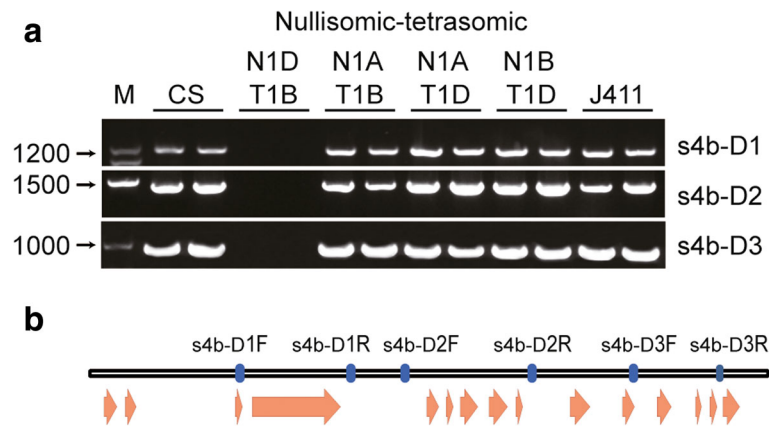 a
Nullisomic-tetrasomic
N1D N1A N1A N1B
M CS T1B T1B T1D T1D J411
1200 s4b-D1
1500 s4b-D2
1000 s4b-D3
b
s4b-D1F s4b-D1R s4b-D2F s4b-D2R s4b-D3F s4b-D3R